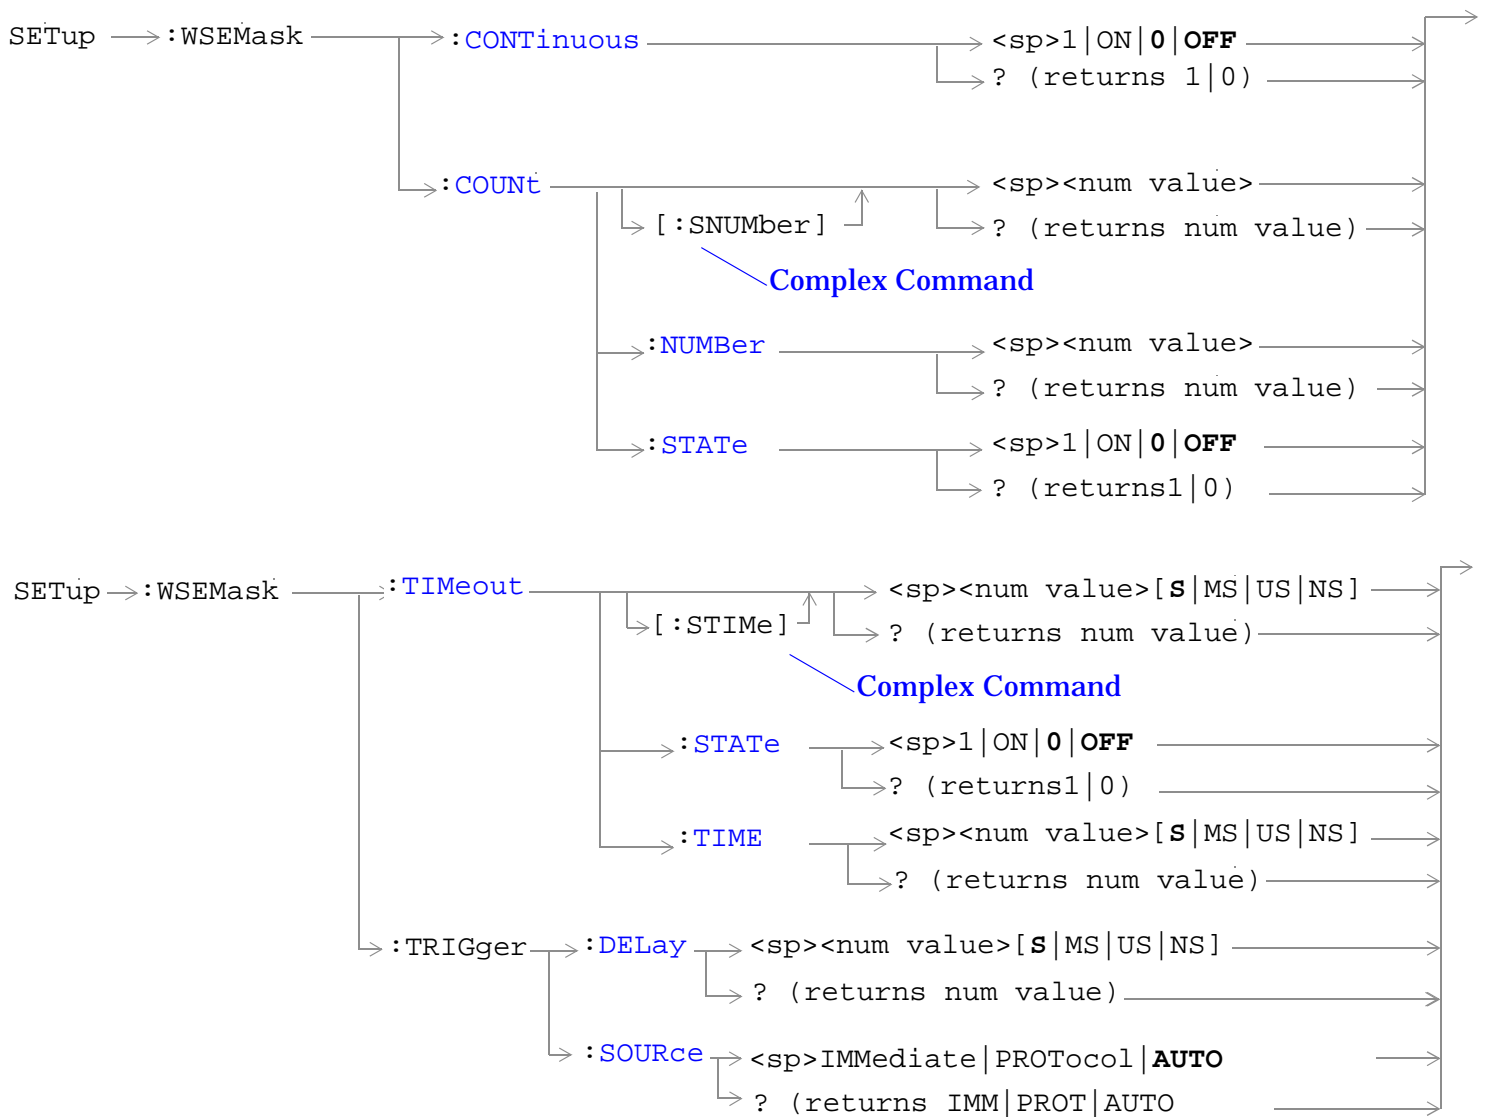 SETup :WSEMask :CONTinuous <sp>1|ON|0|OFF
? (returns 1|0)
:COUNt <sp><num value>
[:SNUMber] ? (returns num value)
Complex Command
:NUMBer <sp><num value>
? (returns num value)
:STATe <sp>1|ON|0|OFF
? (returns1|0)
SETup :WSEMask :TIMeout <sp><num value>[S|MS|US|NS]
[:STIMe] ? (returns num value)
Complex Command
:STATe <sp>1|ON|0|OFF
? (returns1|0)
:TIME <sp><num value>[S|MS|US|NS]
? (returns num value)
:TRIGger :DELay <sp><num value>[S|MS|US|NS]
? (returns num value)
:SOURce <sp>IMMediate|PROTocol|AUTO
? (returns IMM|PROT|AUTO